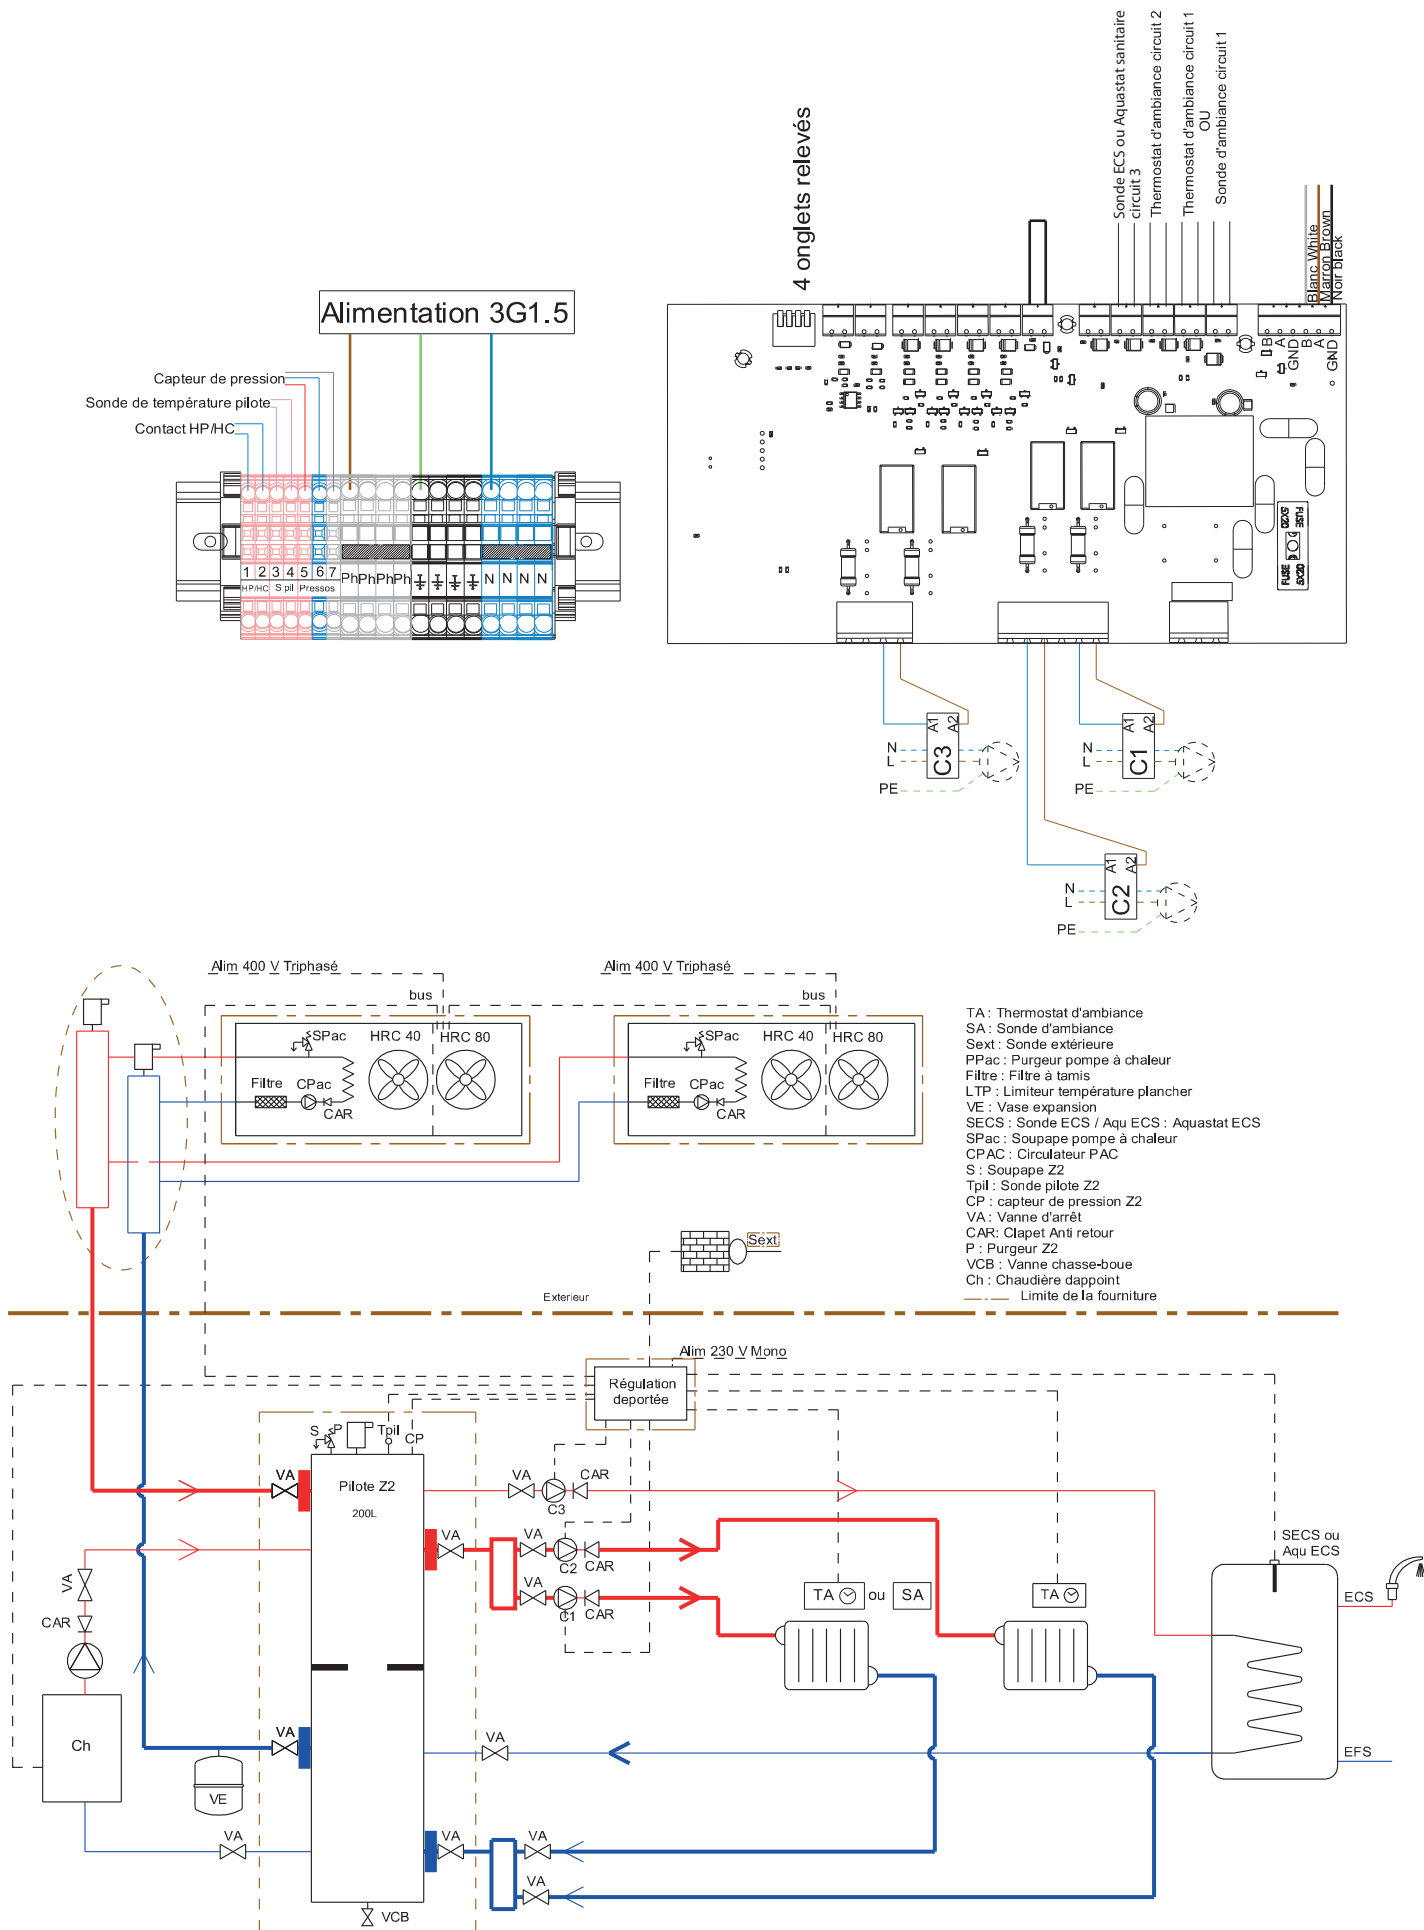 4 onglets relevés
Sonde ECS ou Aquastat sanitaire
circuit 3
Thermostat d'ambiance circuit 2
Thermostat d'ambiance circuit 1
OU
Sonde d'ambiance circuit 1
Blanc White
Marron Brown
Noir black
Alimentation 3G1.5
Capteur de pression
Sonde de température pilote
Contact HP/HC
1 2 3 4 5 6 7 Ph Ph Ph Ph N N N N
HP/HC S pil Pressos
B A GND B A GND
FUSE 5X20
FUSE 5X20
A1 A2
C3
N
L
PE
A1 A2
C1
N
L
PE
A1 A2
C2
N
L
PE
Alim 400 V Triphasé
bus
Alim 400 V Triphasé
bus
SPac
HRC 40
HRC 80
Filtre
CPac
CAR
SPac
HRC 40
HRC 80
Filtre
CPac
CAR
TA : Thermostat d'ambiance
SA : Sonde d'ambiance
Sext : Sonde extérieure
PPac : Purgeur pompe à chaleur
Filtre : Filtre à tamis
LTP : Limiteur température plancher
VE : Vase expansion
SECS : Sonde ECS / Aqu ECS : Aquastat ECS
SPac : Soupape pompe à chaleur
CPAC : Circulateur PAC
S : Soupape Z2
Tpil : Sonde pilote Z2
CP : capteur de pression Z2
VA : Vanne d'arrêt
CAR: Clapet Anti retour
P : Purgeur Z2
VCB : Vanne chasse-boue
Ch : Chaudière dappoint
Limite de la fourniture
Sext
Exterieur
Alim 230 V Mono
Régulation
déportée
S
P
Tpil
CP
VA
Pilote Z2
200L
VA
C3
CAR
VA
VA
C2
CAR
VA
C1
CAR
TA ou SA
TA
SECS ou
Aqu ECS
ECS
EFS
VA
CAR
Ch
VA
VE
VA
VA
VA
VA
VA
VCB